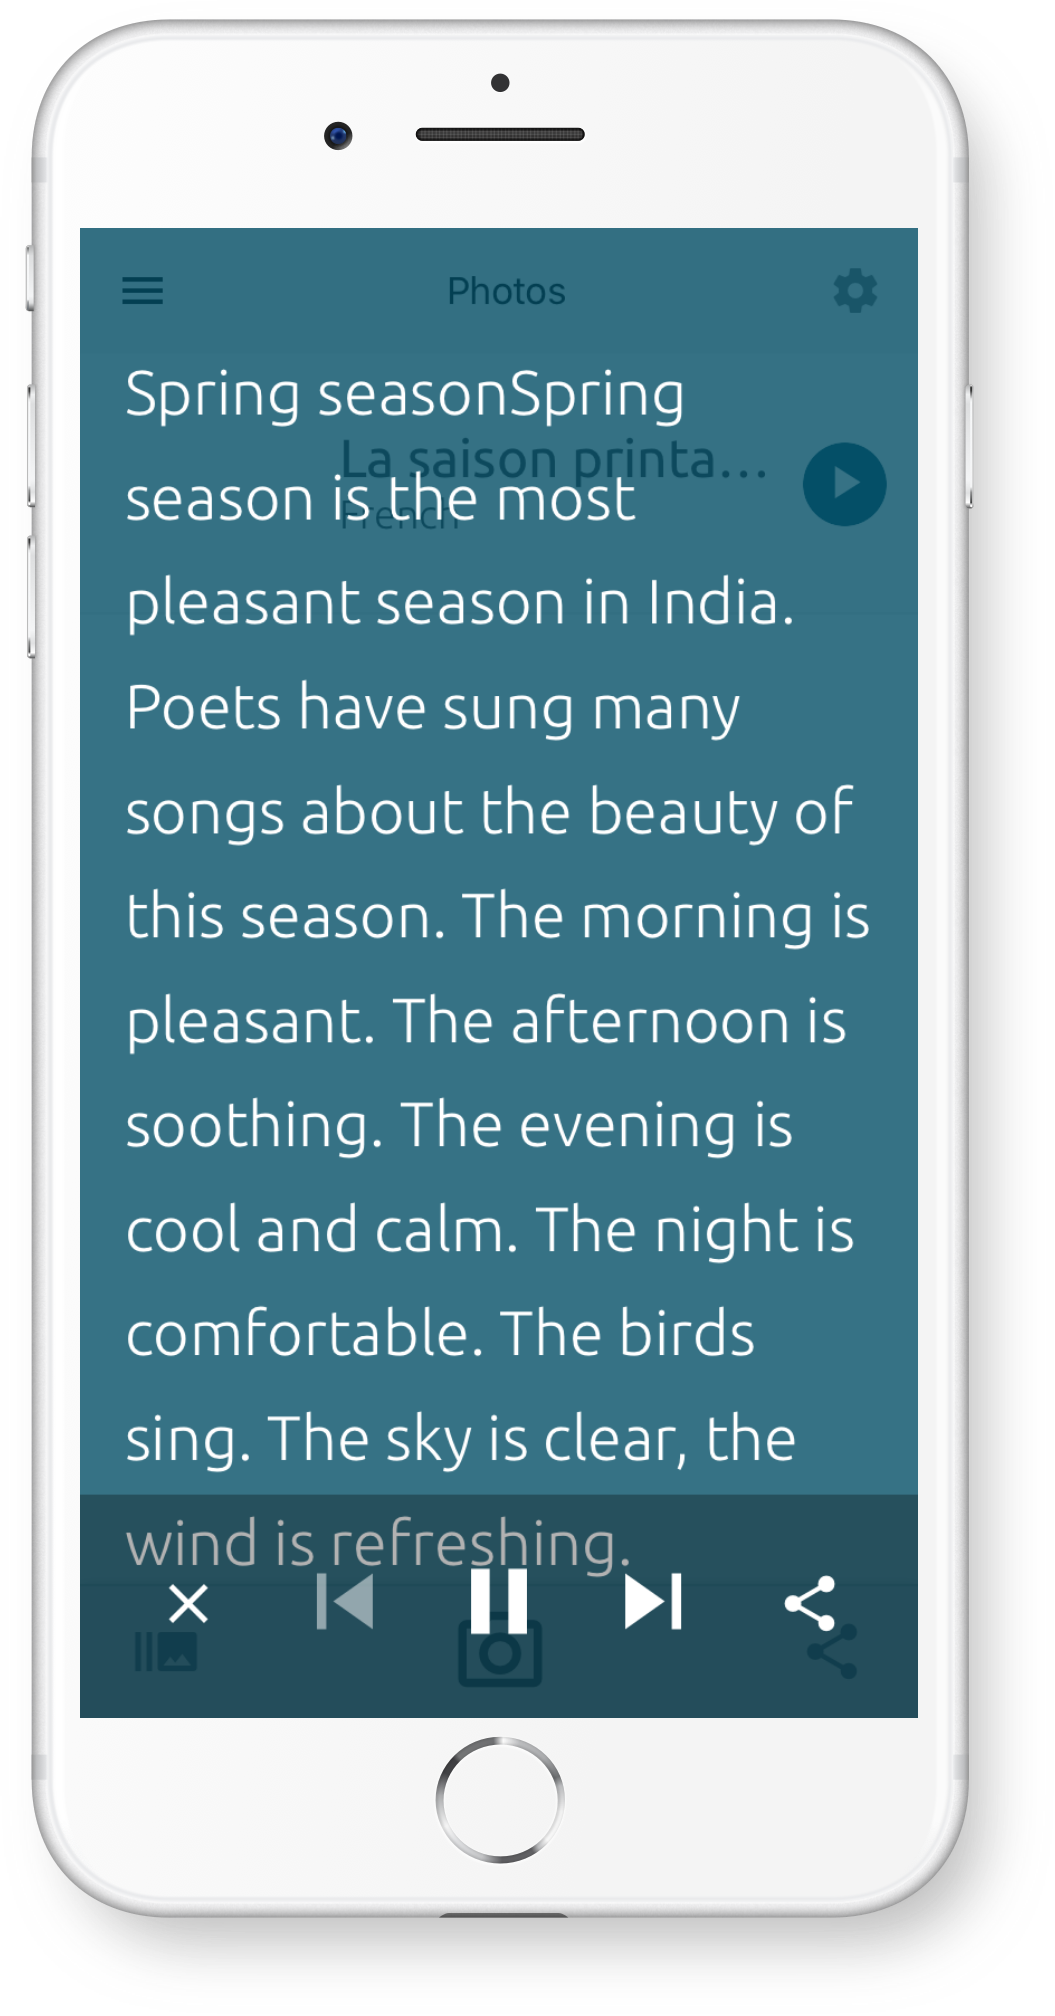 Photos
Spring seasonSpring
La saison printa...
season is the most
French
pleasant season in India.
Poets have sung many
songs about the beauty of
this season. The morning is
pleasant. The afternoon is
soothing. The evening is
cool and calm. The night is
comfortable. The birds
sing. The sky is clear, the
wind is refreshing.